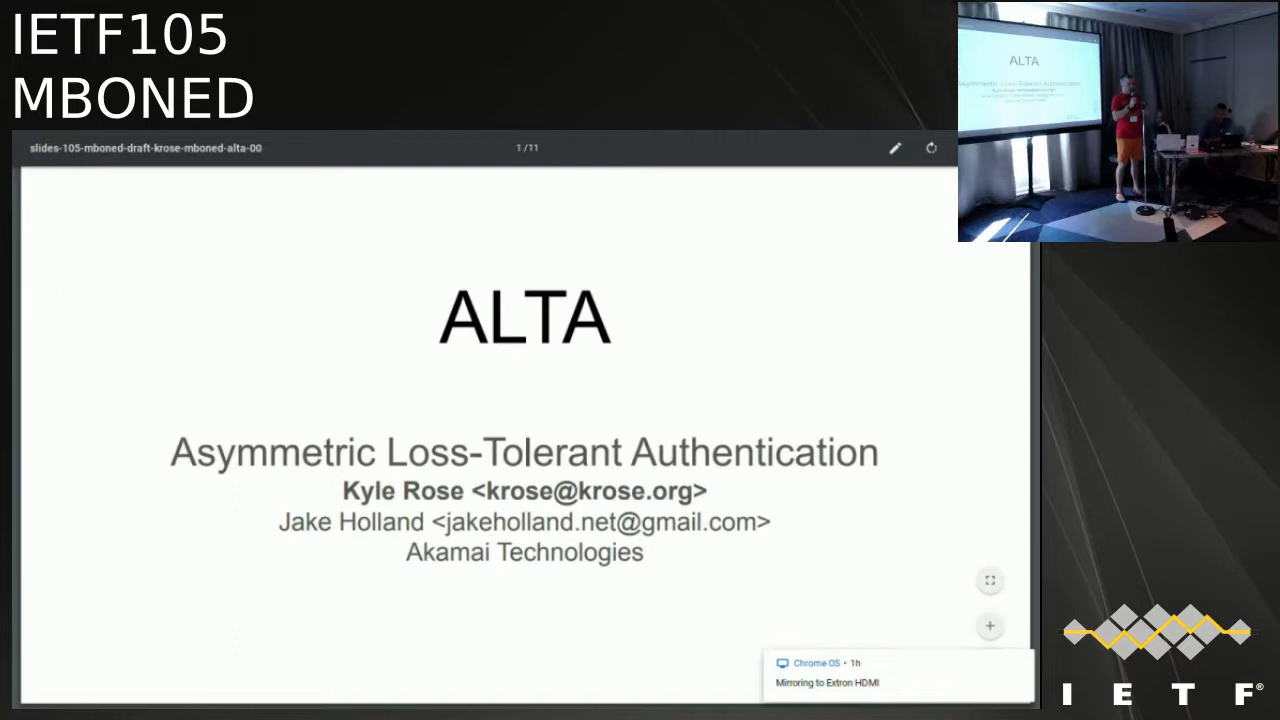 IETF105
MBONED
slides-105-mboned-draft-krose-mboned-alta-00
1 / 11
ALTA
ALTA
Asymmetric Loss-Tolerant Authentication
Kyle Rose <krose@krose.org>
Jake Holland <jakeholland.net@gmail.com>
Akamai Technologies
Chrome OS • 1h
Mirroring to Extron HDMI
I E T F®